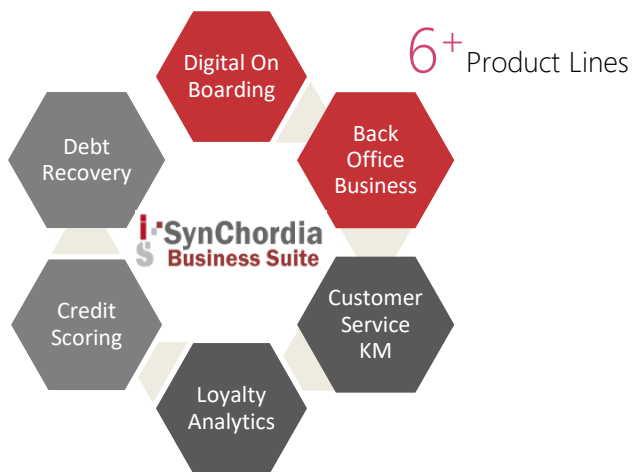 6+ Product Lines
Digital On
Boarding
Back
Office
Business
Customer
Service
KM
Loyalty
Analytics
Credit
Scoring
Debt
Recovery
SynChordia
Business Suite